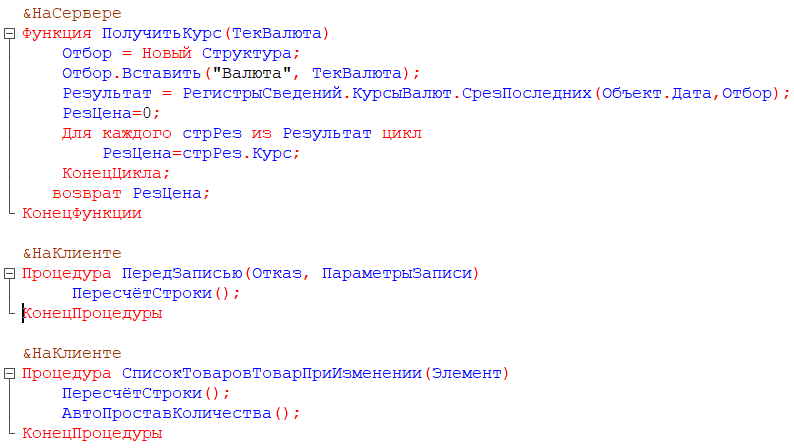 &НаСервере
Функция ПолучитьКурс(ТекВалюта)
Отбор = Новый Структура;
Отбор.Вставить("Валюта", ТекВалюта);
Результат = РегистрыСведений.КурсыВалют.СрезПоследних(Объект.Дата,Отбор);
РезЦена=0;
Для каждого стрРез из Результат цикл
РезЦена=стрРез.Курс;
КонецЦикла;
возврат РезЦена;
КонецФункции
&НаКлиенте
Процедура ПередЗаписью(Отказ, ПараметрыЗаписи)
ПересчётСтроки();
КонецПроцедуры
&НаКлиенте
Процедура СписокТоваровТоварПриИзменении(Элемент)
ПересчётСтроки();
АвтоПроставКоличества();
КонецПроцедуры